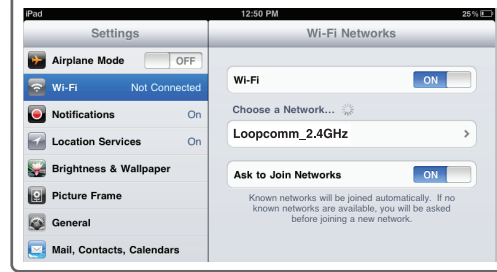 iPad 12:50 PM 25%
Settings
Airplane Mode OFF
Wi-Fi Not Connected
Notifications On
Location Services On
Brightness & Wallpaper
Picture Frame
General
Mail, Contacts, Calendars
Wi-Fi Networks
Wi-Fi ON
Choose a Network...
Loopcomm_2.4GHz
Ask to Join Networks ON
Known networks will be joined automatically. If no
known networks are available, you will be asked
before joining a new network.